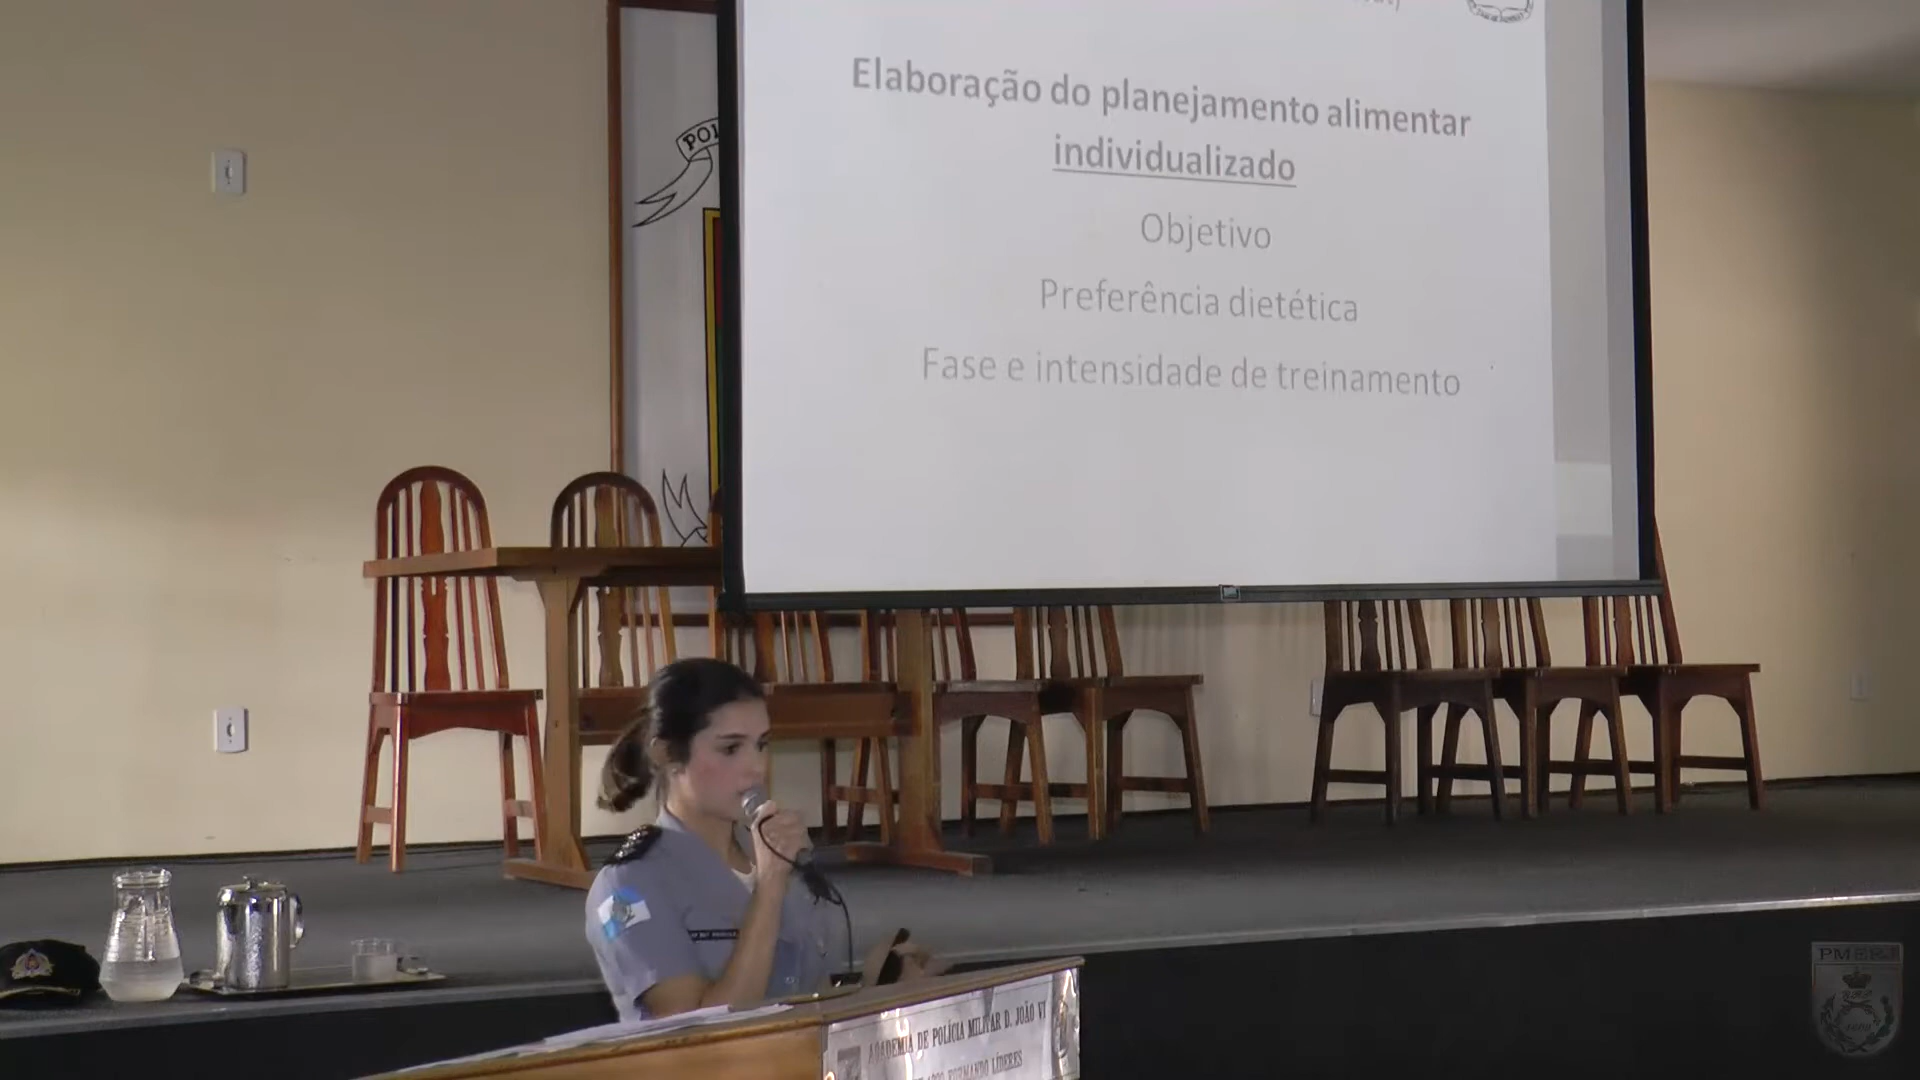 Elaboração do planejamento alimentar
individualizado
Objetivo
Preferência dietética
Fase e intensidade de treinamento
POL
ACADEMIA DE POLÍCIA MILITAR D. JOÃO VI
FORMANDO LÍDERES
PMERJ